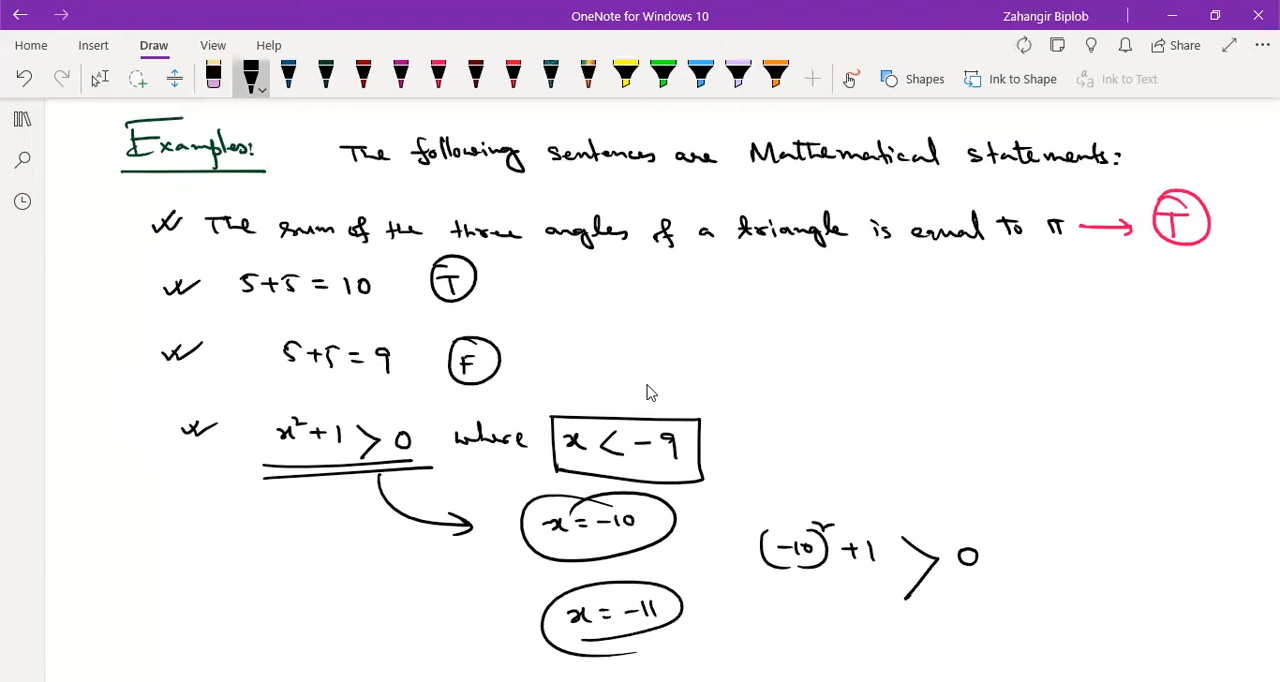 OneNote for Windows 10
Zahangir Biplob
Home Insert Draw View Help
Share
Shapes Ink to Shape Ink to Text
Examples: The following sentences are Mathematical statements:
The sum of the three angles of a triangle is equal to π → T
5+5 = 10 T
5+5 = 9 F
x²+1 > 0 where x < -9
x = -10
(-10)²+1 > 0
x = -11